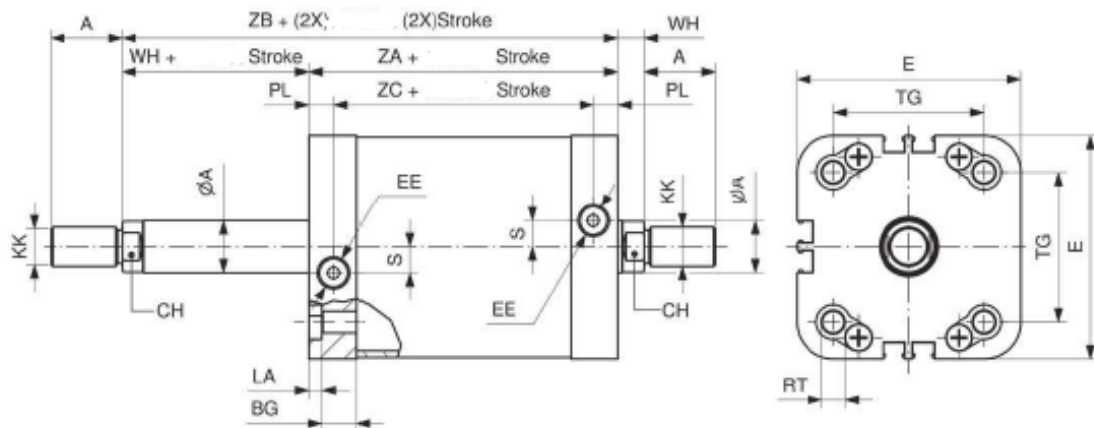 A ZB + (2X) (2X)Stroke WH
WH + Stroke ZA + Stroke A
PL ZC + Stroke PL
E
TG
KK
ØA
EE
S
S
KK
ØA
TG
E
CH
EE
CH
LA
BG
RT